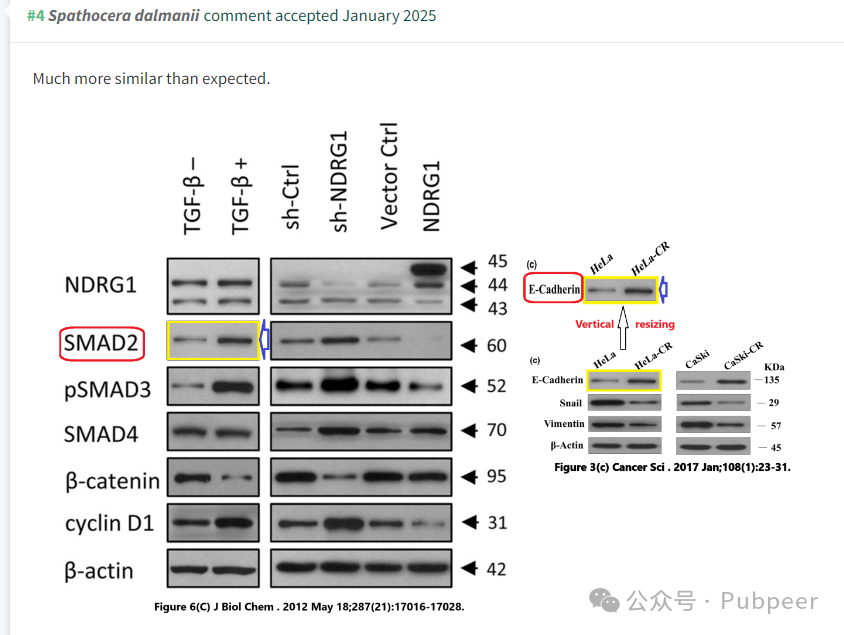 #4 Spathocera dalmanii comment accepted January 2025
Much more similar than expected.
TGF-β –
TGF-β +
sh-Ctrl
sh-NDRG1
Vector Ctrl
NDRG1
NDRG1
45
44
43
SMAD2
60
pSMAD3
52
SMAD4
70
β-catenin
95
cyclin D1
31
β-actin
42
Figure 6(C) J Biol Chem . 2012 May 18;287(21):17016-17028.
(c)
HeLa
HeLa-CR
E-Cadherin
Vertical resizing
(c)
HeLa
HeLa-CR
CaSki
CaSki-CR
KDa
E-Cadherin
—135
Snail
— 29
Vimentin
— 57
β-Actin
— 45
Figure 3(c) Cancer Sci . 2017 Jan;108(1):23-31.
公众号 · Pubpeer